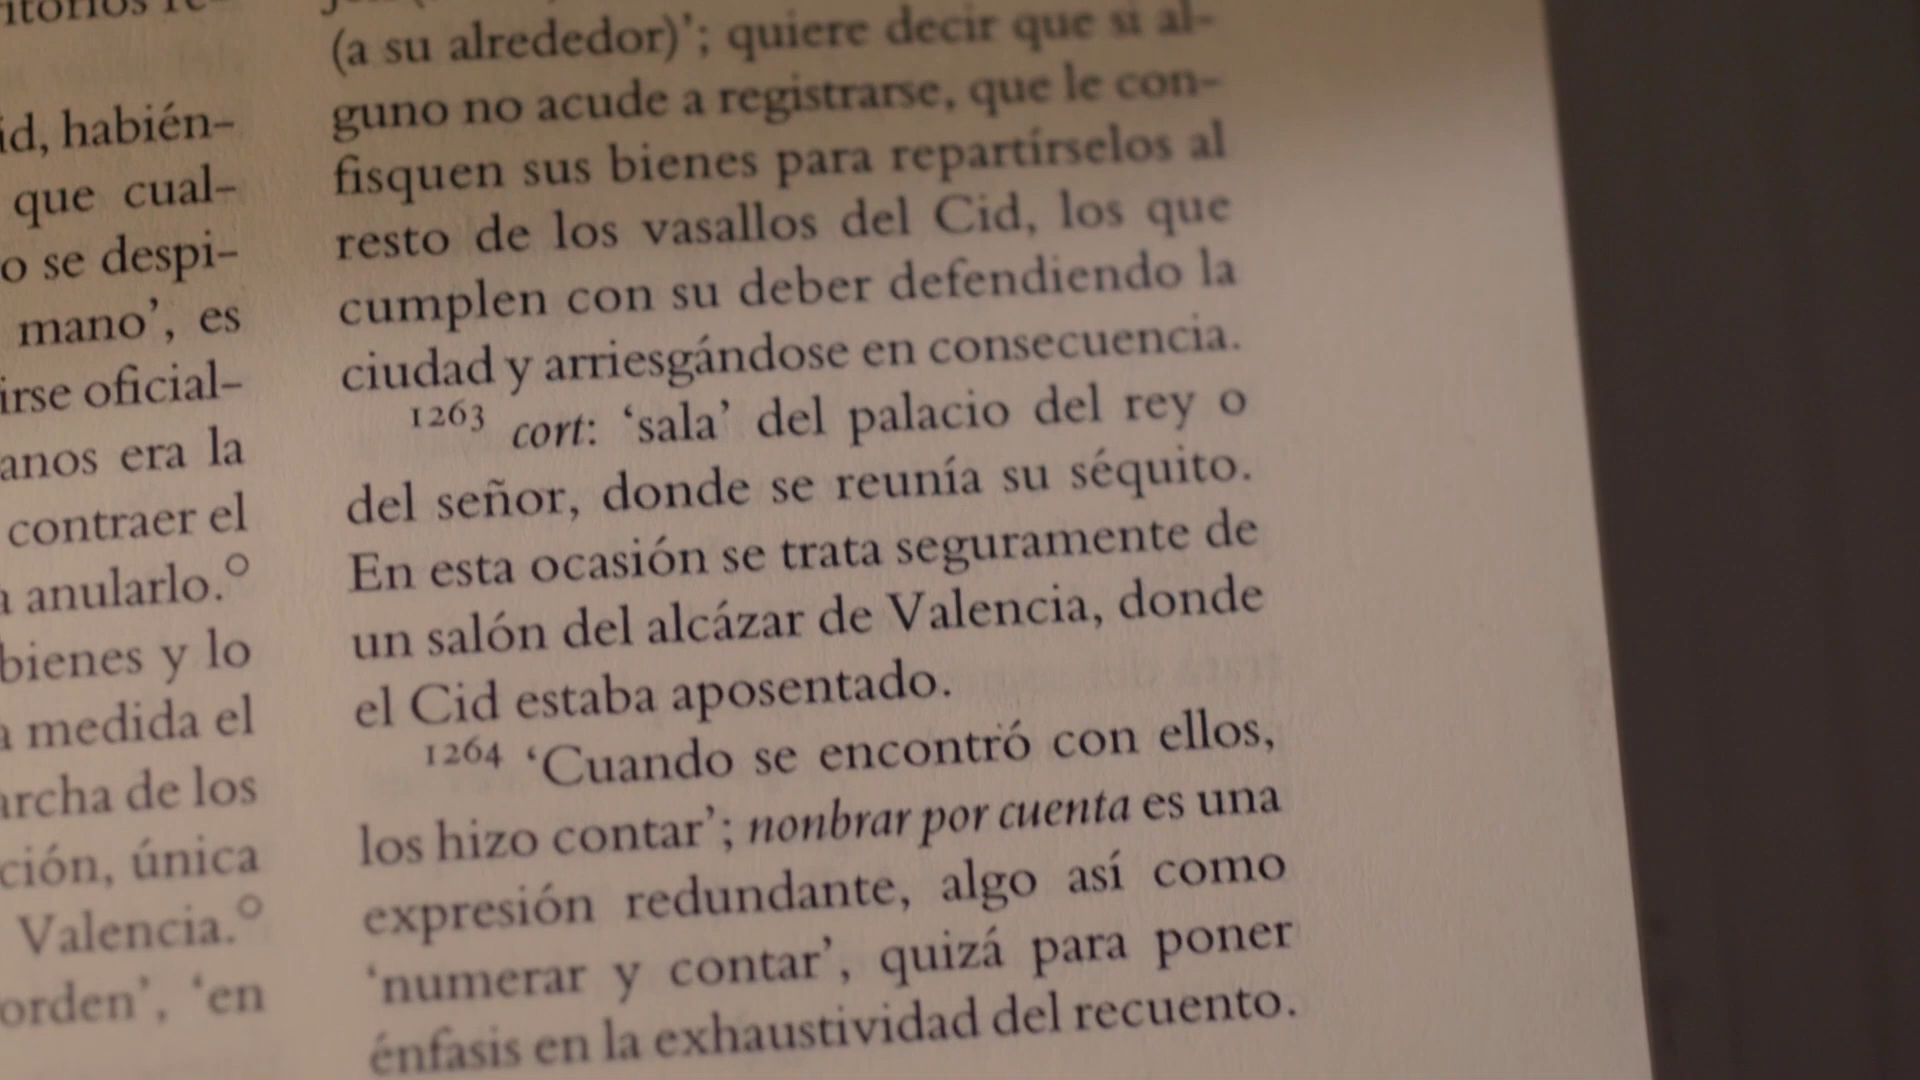 id, habién-
que cual-
o se despi-
mano’, es
irse oficial-
anos era la
contraer el
a anularlo.°
bienes y lo
a medida el
archa de los
ción, única
Valencia.°
orden’, ‘en
(a su alrededor)’; quiere decir que si al-
guno no acude a registrarse, que le con-
fisquen sus bienes para repartírselos al
resto de los vasallos del Cid, los que
cumplen con su deber defendiendo la
ciudad y arriesgándose en consecuencia.
1263 cort: ‘sala’ del palacio del rey o
del señor, donde se reunía su séquito.
En esta ocasión se trata seguramente de
un salón del alcázar de Valencia, donde
el Cid estaba aposentado.
1264 ‘Cuando se encontró con ellos,
los hizo contar’; nonbrar por cuenta es una
expresión redundante, algo así como
‘numerar y contar’, quizá para poner
énfasis en la exhaustividad del recuento.